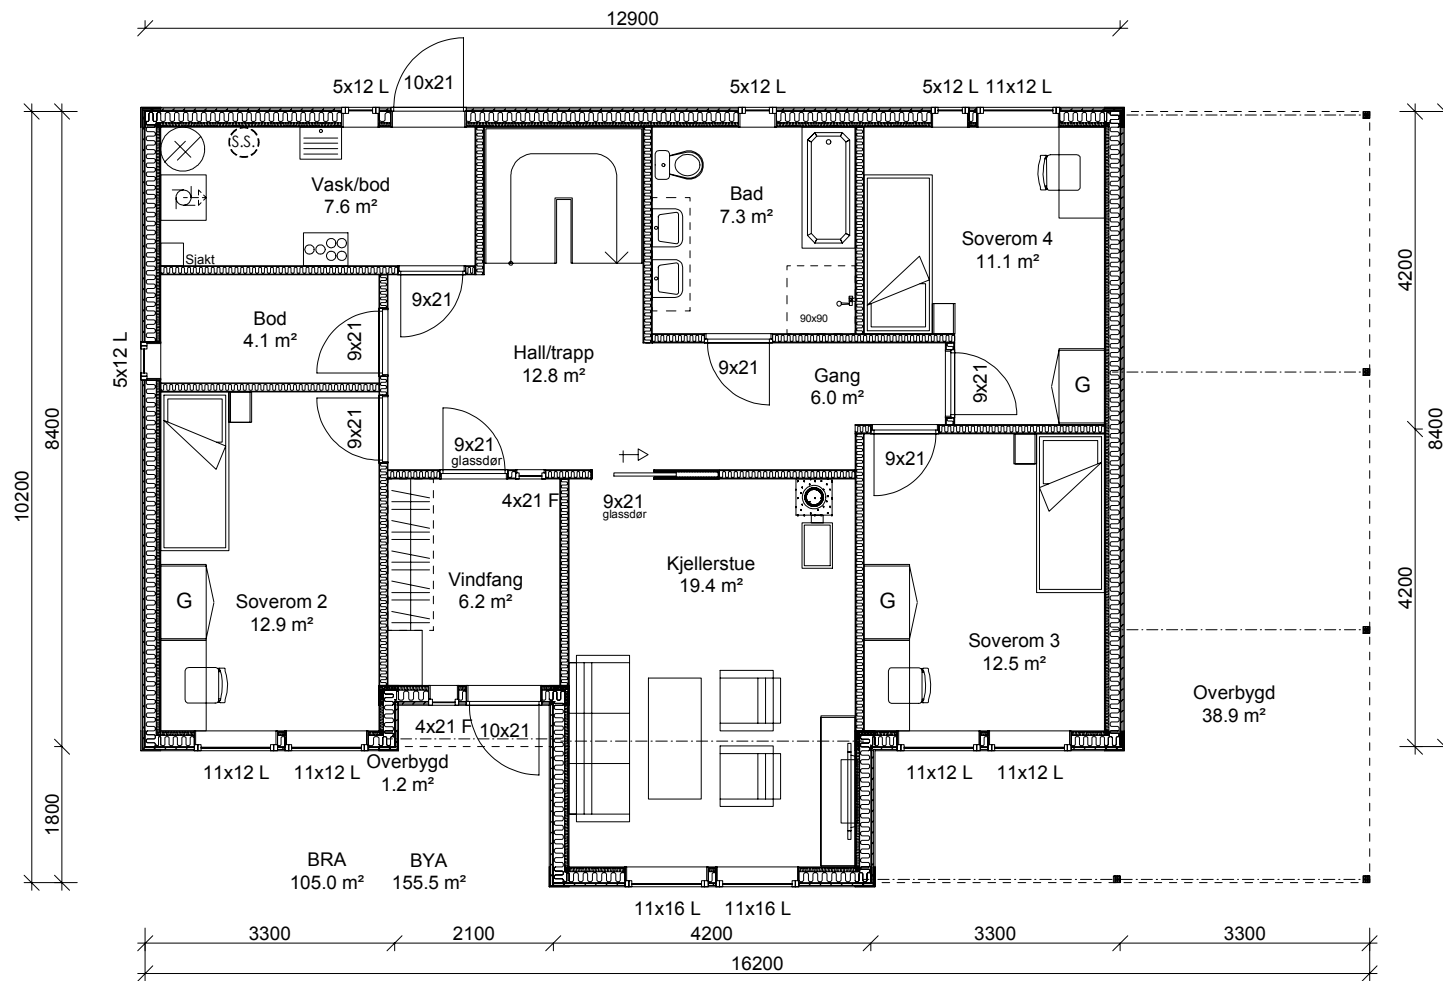 12900
5x12 L
10x21
5x12 L
5x12 L
11x12 L
S.S.
Vask/bod
7.6 m²
Sjakt
Bad
7.3 m²
90x90
Soverom 4
11.1 m²
G
4200
8400
4200
10200
8400
1800
5x12 L
Bod
4.1 m²
9x21
9x21
9x21
Hall/trapp
12.8 m²
9x21
Gang
6.0 m²
9x21
9x21
glassdør
4x21 F
9x21
glassdør
9x21
Kjellerstue
19.4 m²
Vindfang
6.2 m²
G
Soverom 2
12.9 m²
G
Soverom 3
12.5 m²
Overbygd
38.9 m²
4x21 F
10x21
11x12 L
11x12 L
Overbygd
1.2 m²
11x12 L
11x12 L
BRA
105.0 m²
BYA
155.5 m²
11x16 L
11x16 L
3300
2100
4200
3300
3300
16200